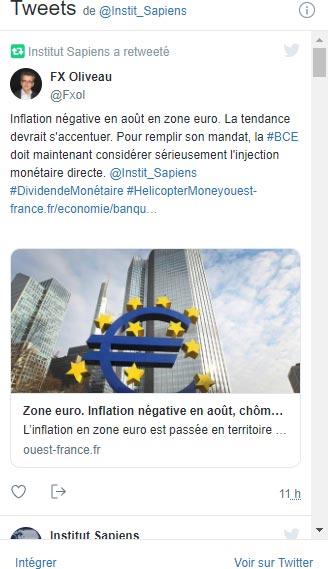 Tweets de @Instit_Sapiens
Institut Sapiens a retweeté
FX Oliveau
@Fxol
Inflation négative en août en zone euro. La tendance
devrait s'accentuer. Pour remplir son mandat, la #BCE
doit maintenant considérer sérieusement l'injection
monétaire directe. @Instit_Sapiens
#DividendeMonétaire #HelicopterMoneyouest-
france.fr/economie/banqu…
Zone euro. Inflation négative en août, chôm…
L’inflation en zone euro est passée en territoire …
ouest-france.fr
11 h
Institut Sapiens
Intégrer
Voir sur Twitter